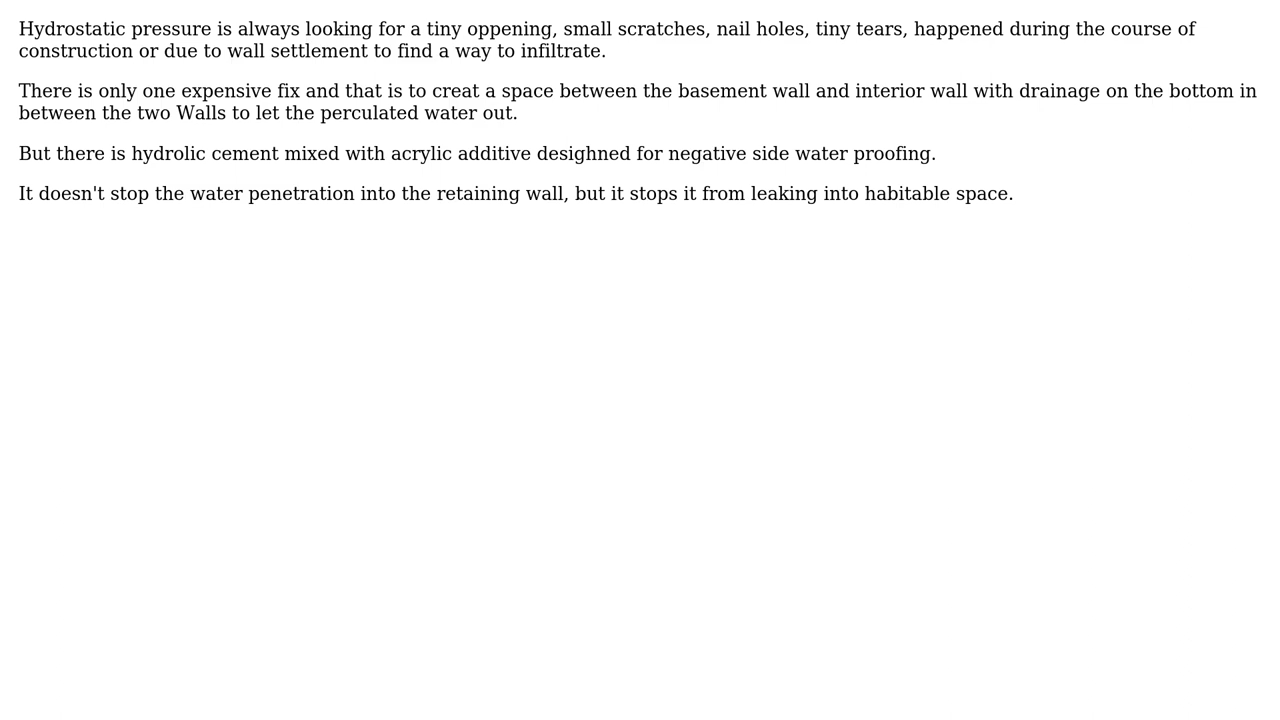 Hydrostatic pressure is always looking for a tiny oppening, small scratches, nail holes, tiny tears, happened during the course of
construction or due to wall settlement to find a way to infiltrate.
There is only one expensive fix and that is to creat a space between the basement wall and interior wall with drainage on the bottom in
between the two Walls to let the perculated water out.
But there is hydrolic cement mixed with acrylic additive desighned for negative side water proofing.
It doesn't stop the water penetration into the retaining wall, but it stops it from leaking into habitable space.